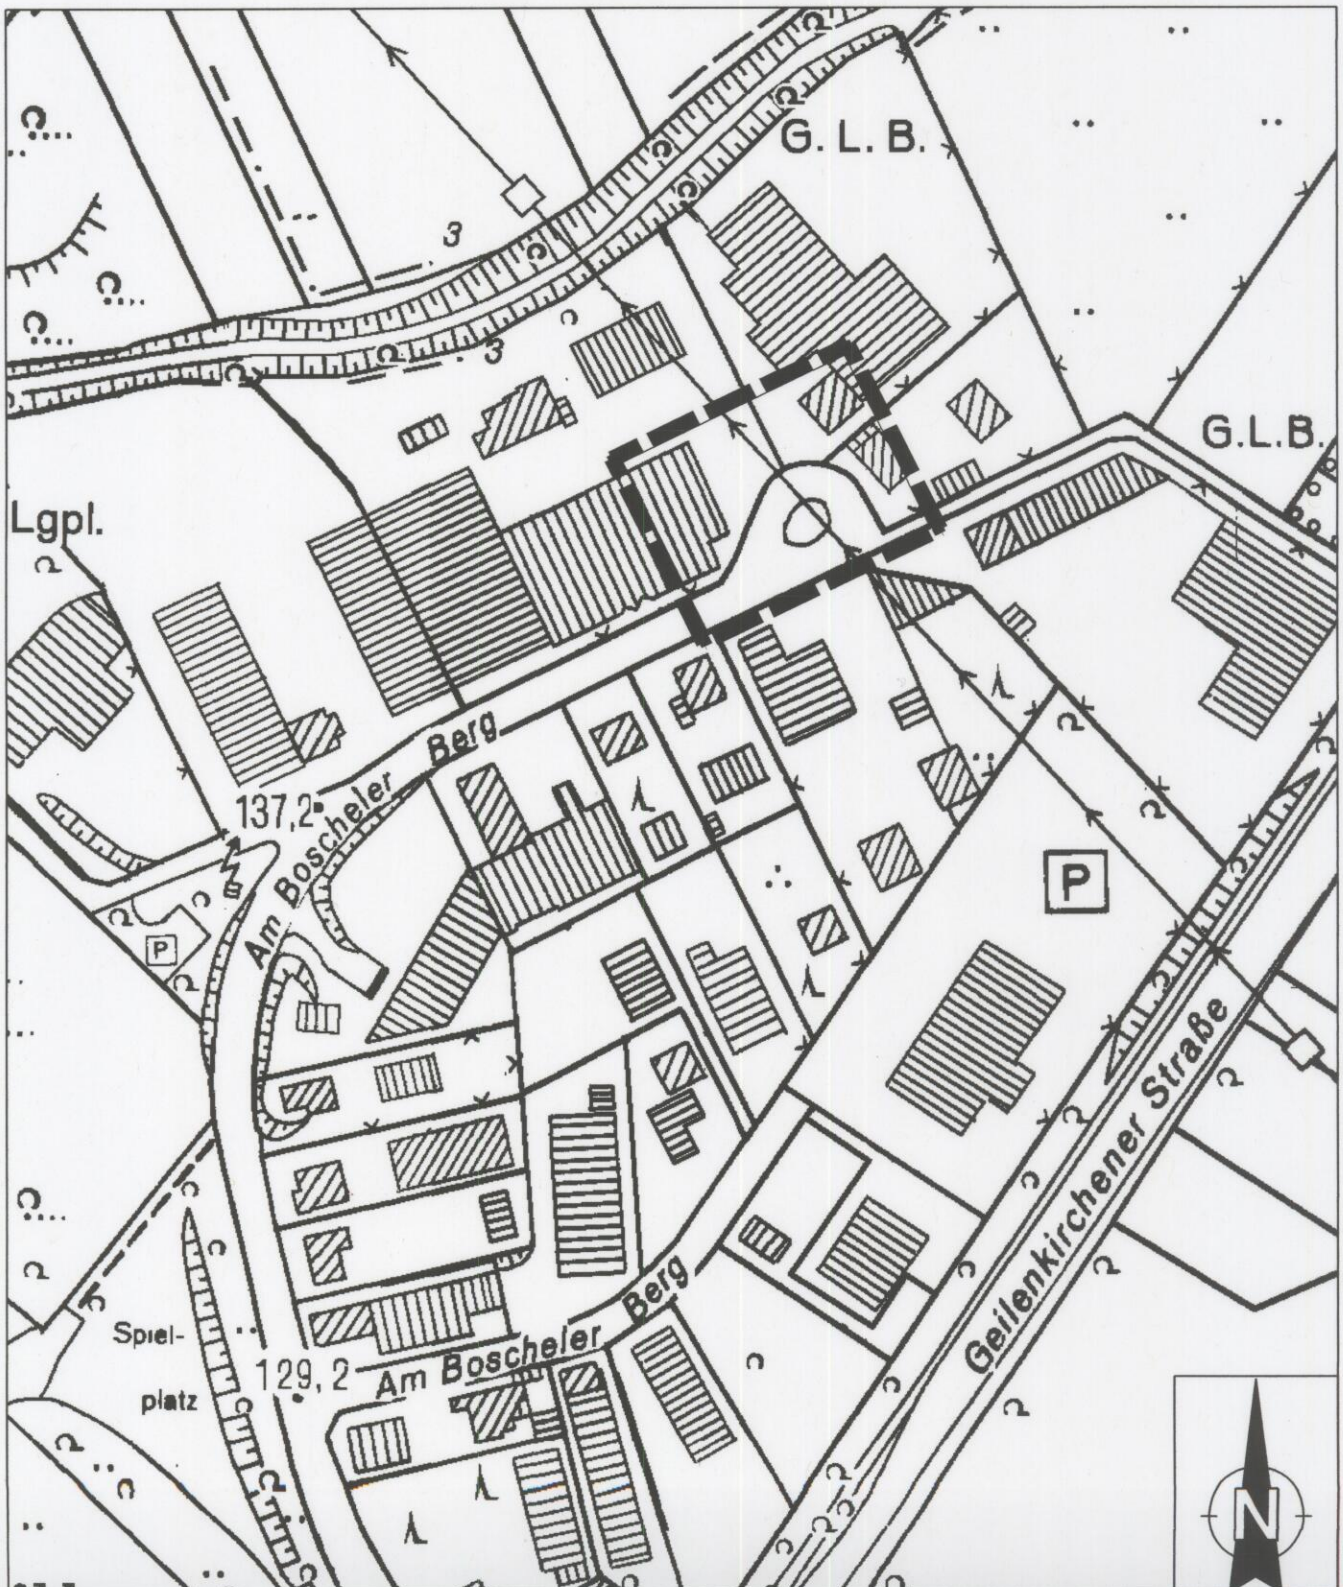 G. L. B.
3
3
G.L.B.
Lgpl.
Am Boscheler Berg
137,2
P
P
Geilenkirchener Straße
Am Boscheler Berg
Spiel-
platz
129,2
N